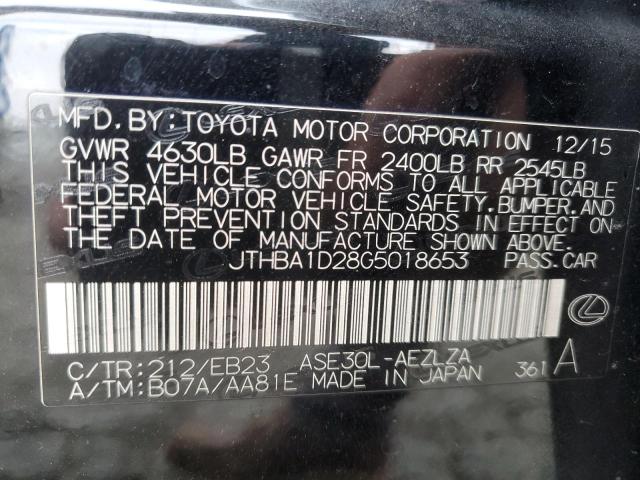 MFD.BY:TOYOTA MOTOR CORPORATION 12/15
GVWR 4630LB GAWR FR 2400LB RR 2545LB
THIS VEHICLE CONFORMS TO ALL APPLICABLE
FEDERAL MOTOR VEHICLE SAFETY,BUMPER,AND
THEFT PREVENTION STANDARDS IN EFFECT ON
THE DATE OF MANUFACTURE SHOWN ABOVE.
JTHBA1D28G5018653 PASS.CAR
C/TR:212/EB23 ASE30L-AEZLZA 361 A
A/TM:B07A/AA81E MADE IN JAPAN